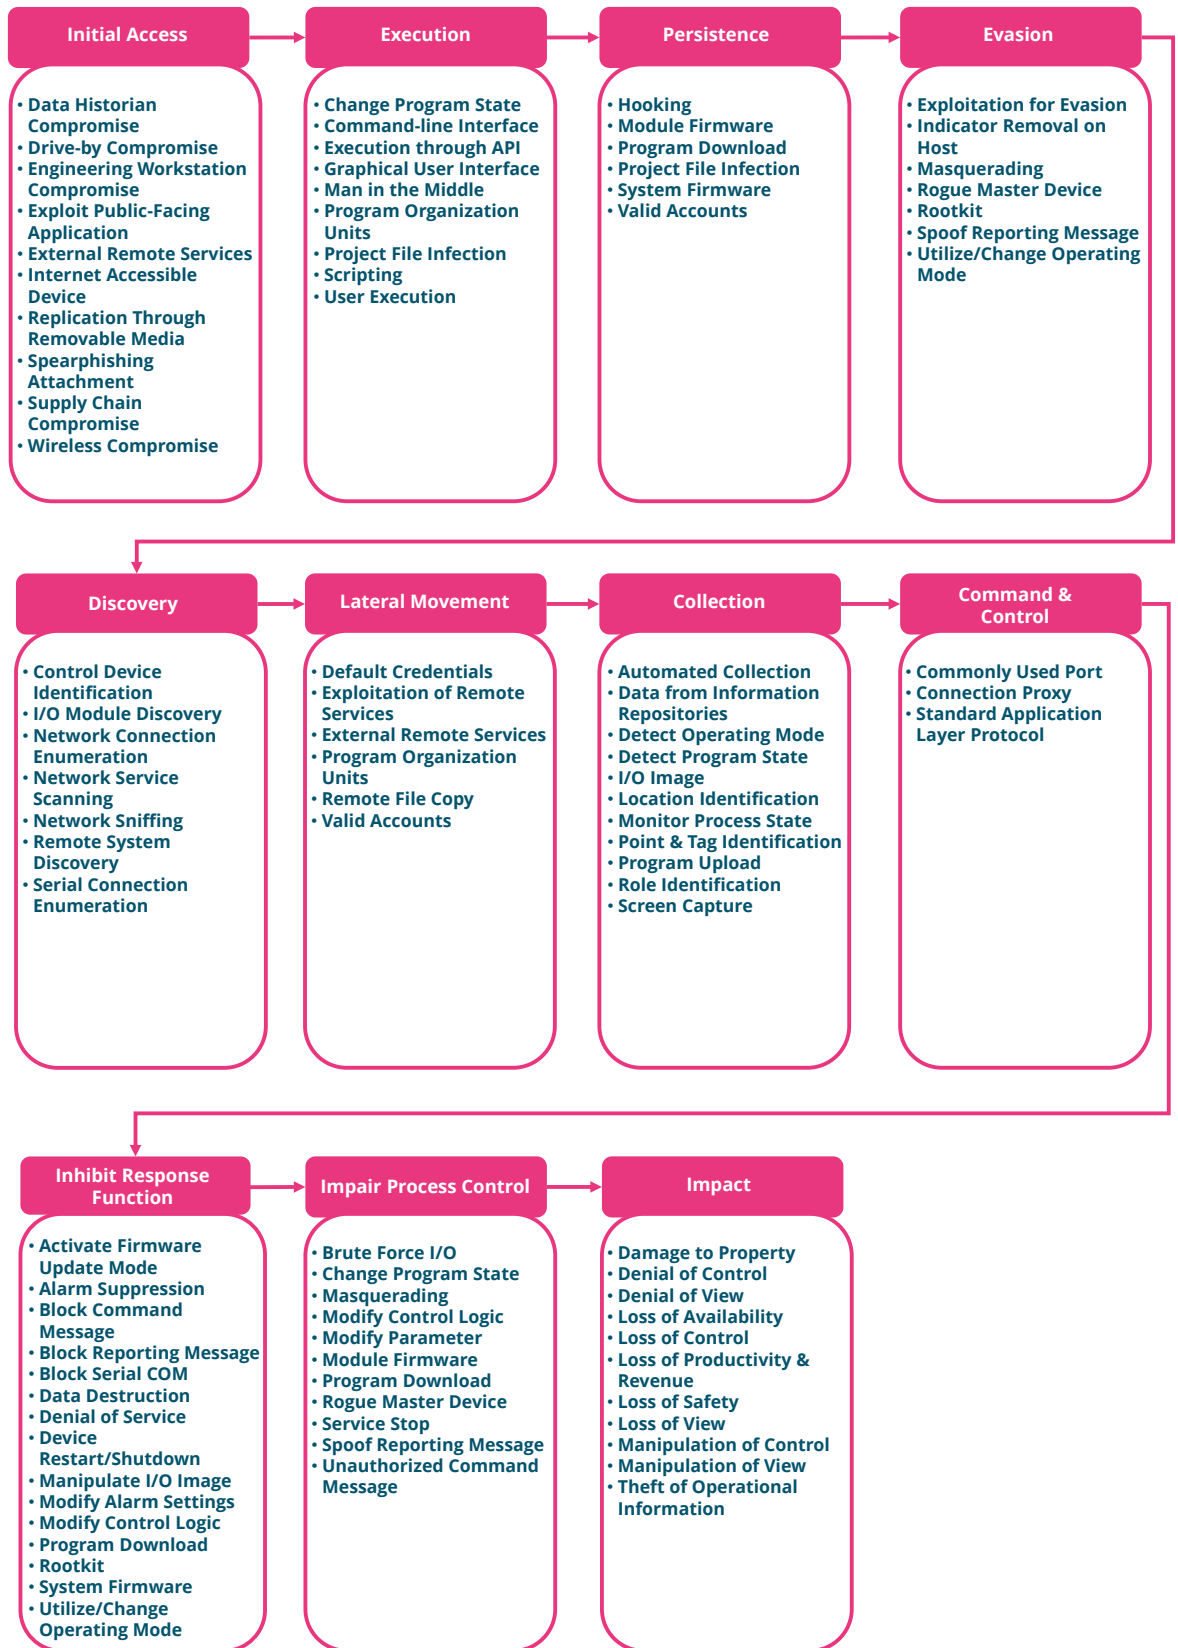 Initial Access
• Data Historian
Compromise
• Drive-by Compromise
• Engineering Workstation
Compromise
• Exploit Public-Facing
Application
• External Remote Services
• Internet Accessible
Device
• Replication Through
Removable Media
• Spearphishing
Attachment
• Supply Chain
Compromise
• Wireless Compromise
Execution
• Change Program State
• Command-line Interface
• Execution through API
• Graphical User Interface
• Man in the Middle
• Program Organization
Units
• Project File Infection
• Scripting
• User Execution
Persistence
• Hooking
• Module Firmware
• Program Download
• Project File Infection
• System Firmware
• Valid Accounts
Evasion
• Exploitation for Evasion
• Indicator Removal on
Host
• Masquerading
• Rogue Master Device
• Rootkit
• Spoof Reporting Message
• Utilize/Change Operating
Mode
Discovery
• Control Device
Identification
• I/O Module Discovery
• Network Connection
Enumeration
• Network Service
Scanning
• Network Sniffing
• Remote System
Discovery
• Serial Connection
Enumeration
Lateral Movement
• Default Credentials
• Exploitation of Remote
Services
• External Remote Services
• Program Organization
Units
• Remote File Copy
• Valid Accounts
Collection
• Automated Collection
• Data from Information
Repositories
• Detect Operating Mode
• Detect Program State
• I/O Image
• Location Identification
• Monitor Process State
• Point & Tag Identification
• Program Upload
• Role Identification
• Screen Capture
Command &
Control
• Commonly Used Port
• Connection Proxy
• Standard Application
Layer Protocol
Inhibit Response
Function
• Activate Firmware
Update Mode
• Alarm Suppression
• Block Command
Message
• Block Reporting Message
• Block Serial COM
• Data Destruction
• Denial of Service
• Device
Restart/Shutdown
• Manipulate I/O Image
• Modify Alarm Settings
• Modify Control Logic
• Program Download
• Rootkit
• System Firmware
• Utilize/Change
Operating Mode
Impair Process Control
• Brute Force I/O
• Change Program State
• Masquerading
• Modify Control Logic
• Modify Parameter
• Module Firmware
• Program Download
• Rogue Master Device
• Service Stop
• Spoof Reporting Message
• Unauthorized Command
Message
Impact
• Damage to Property
• Denial of Control
• Denial of View
• Loss of Availability
• Loss of Control
• Loss of Productivity &
Revenue
• Loss of Safety
• Loss of View
• Manipulation of Control
• Manipulation of View
• Theft of Operational
Information